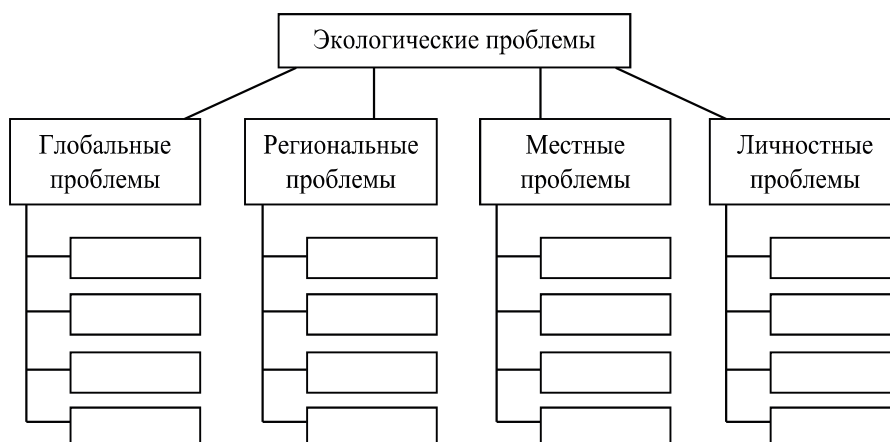 Экологические проблемы
Глобальные
проблемы
Региональные
проблемы
Местные
проблемы
Личностные
проблемы